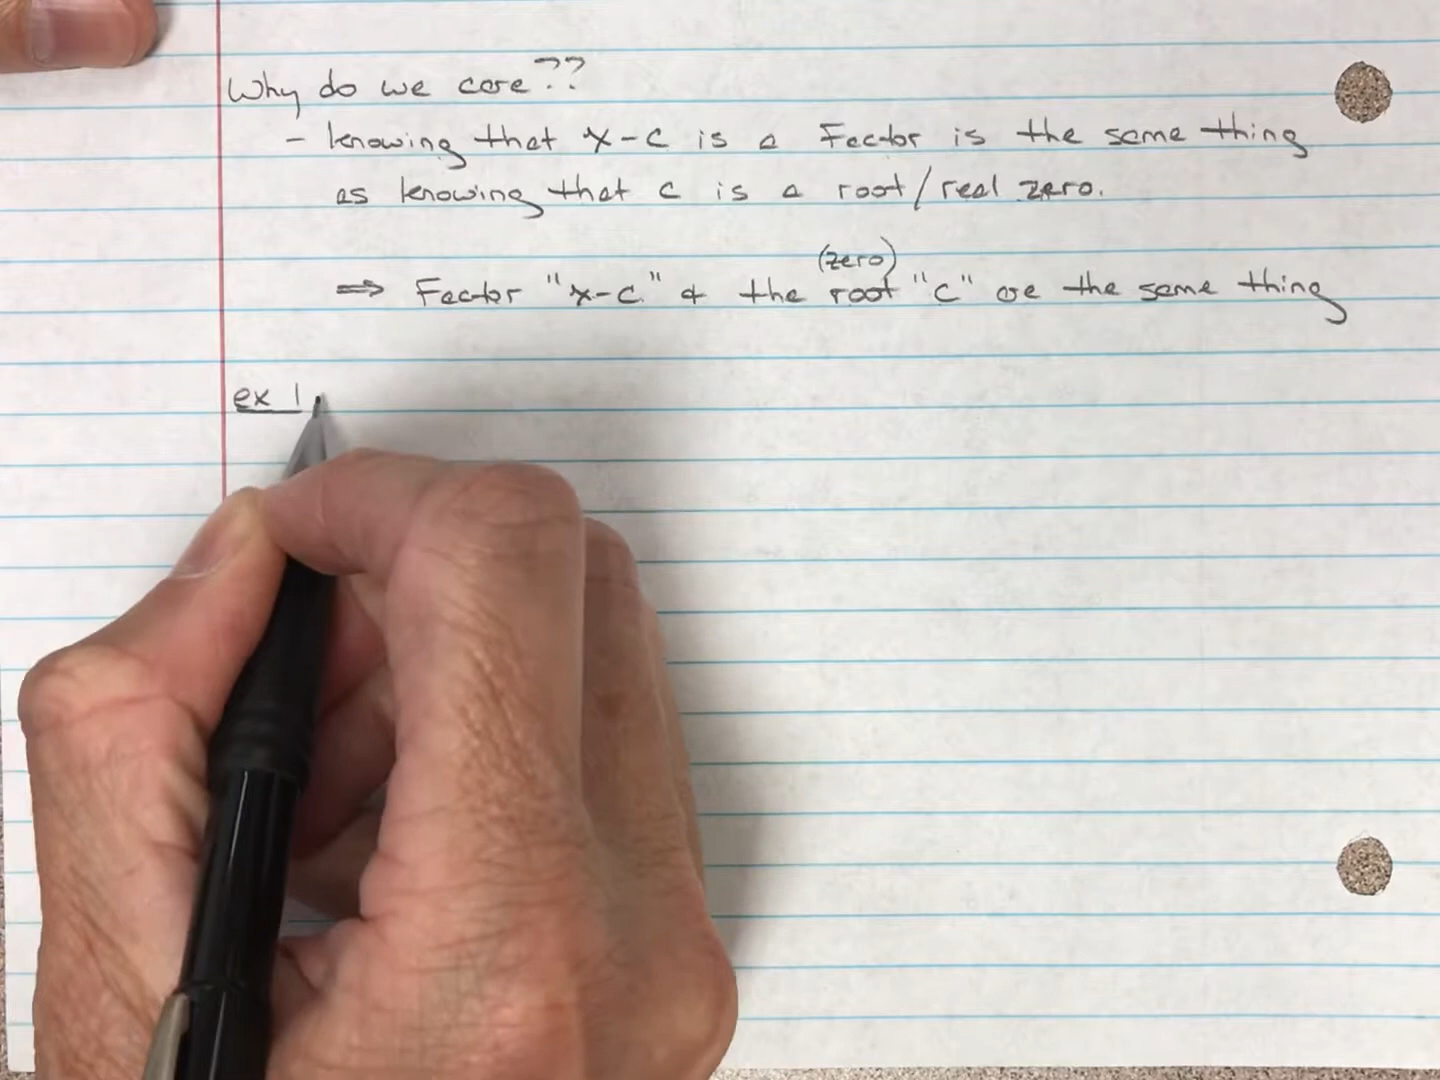 Why do we care??
- knowing that x-c is a Factor is the same thing
as knowing that c is a root/real zero.
(zero)
⇒ Factor "x-c" & the root "c" are the same thing
ex 1